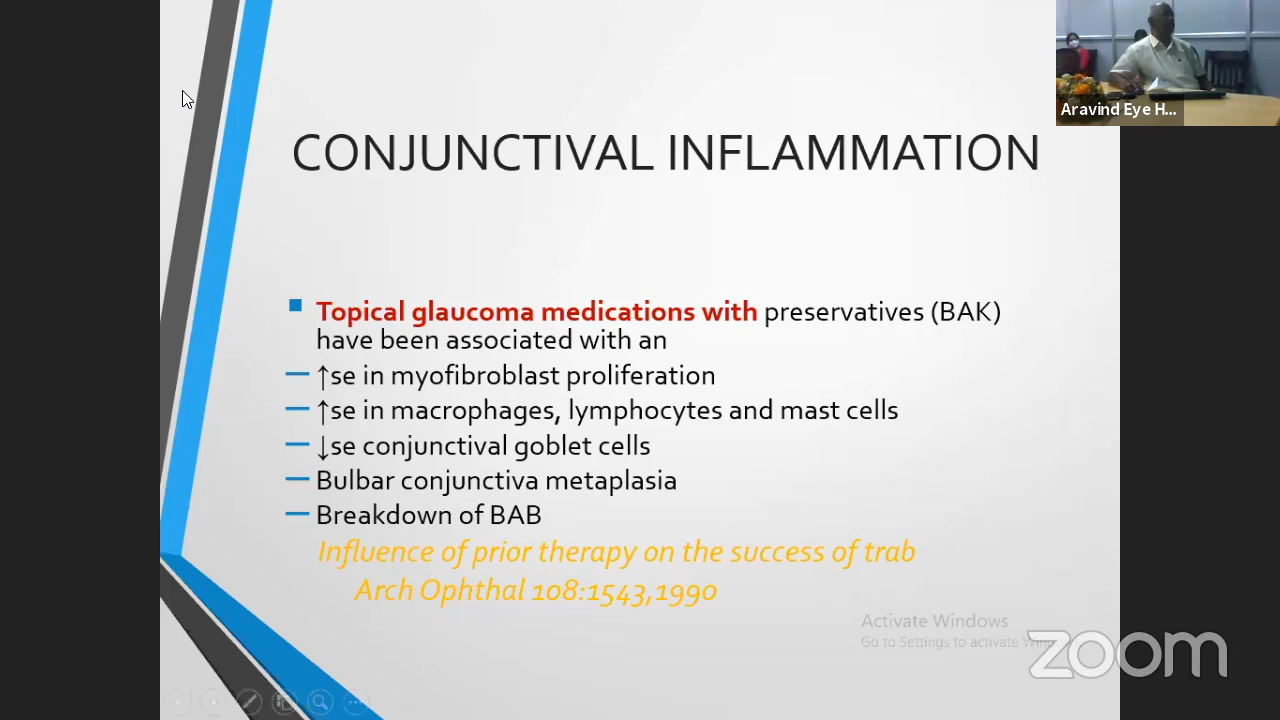 Aravind Eye H...
CONJUNCTIVAL INFLAMMATION
Topical glaucoma medications with preservatives (BAK)
have been associated with an
↑se in myofibroblast proliferation
↑se in macrophages, lymphocytes and mast cells
↓se conjunctival goblet cells
Bulbar conjunctiva metaplasia
Breakdown of BAB
Influence of prior therapy on the success of trab
Arch Ophthal 108:1543,1990
Activate Windows
Go to Settings to activate Windows.
zoom